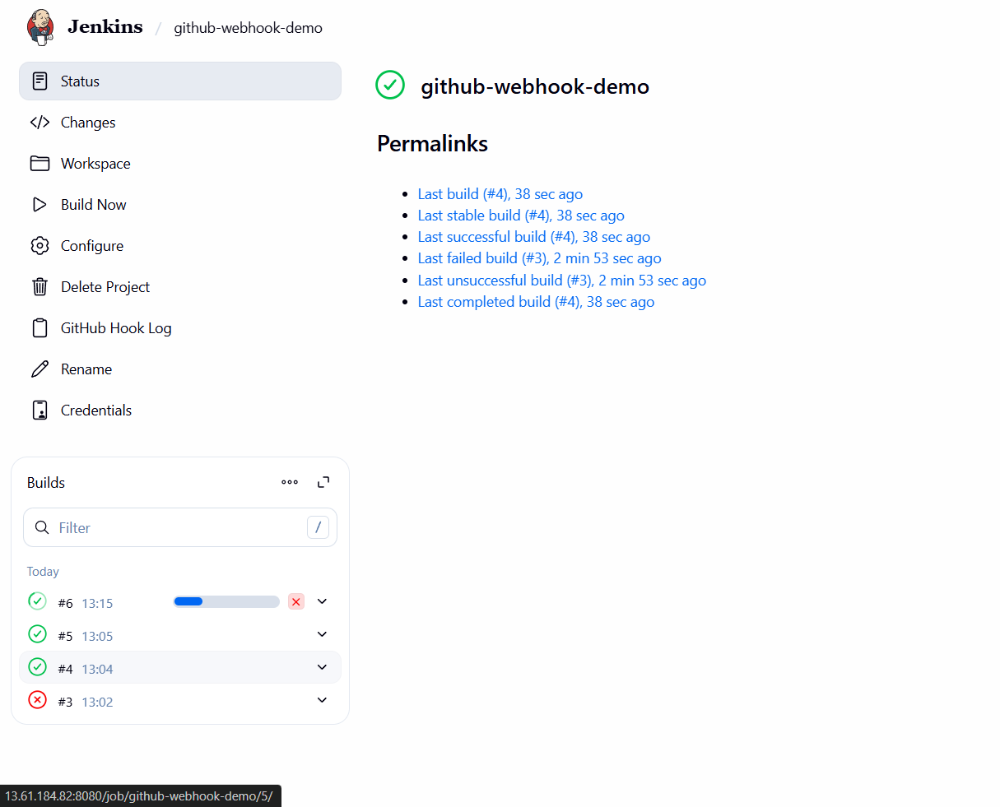 Jenkins / github-webhook-demo
Status
Changes
Workspace
Build Now
Configure
Delete Project
GitHub Hook Log
Rename
Credentials
github-webhook-demo
Permalinks
Last build (#4), 38 sec ago
Last stable build (#4), 38 sec ago
Last successful build (#4), 38 sec ago
Last failed build (#3), 2 min 53 sec ago
Last unsuccessful build (#3), 2 min 53 sec ago
Last completed build (#4), 38 sec ago
Builds
Filter /
Today
#6 13:15
#5 13:05
#4 13:04
#3 13:02
13.61.184.82:8080/job/github-webhook-demo/5/